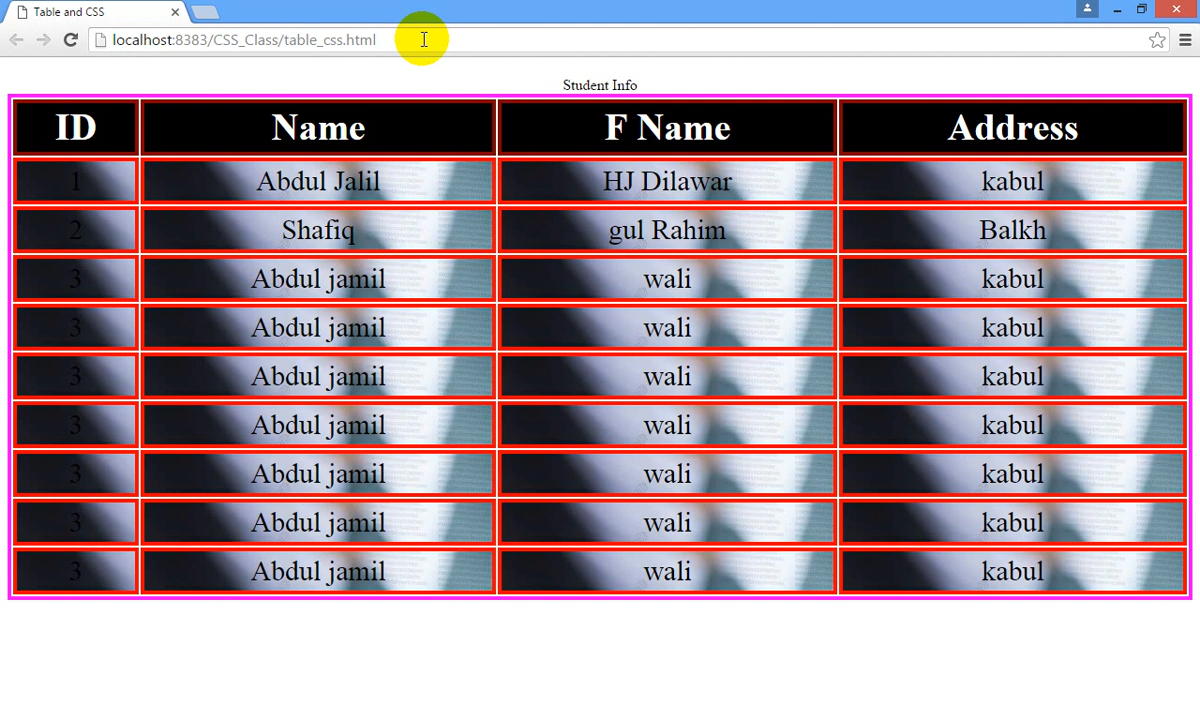 Table and CSS
localhost:8383/CSS_Class/table_css.html
Student Info
ID Name F Name Address
1 Abdul Jalil HJ Dilawar kabul
2 Shafiq gul Rahim Balkh
3 Abdul jamil wali kabul
3 Abdul jamil wali kabul
3 Abdul jamil wali kabul
3 Abdul jamil wali kabul
3 Abdul jamil wali kabul
3 Abdul jamil wali kabul
3 Abdul jamil wali kabul